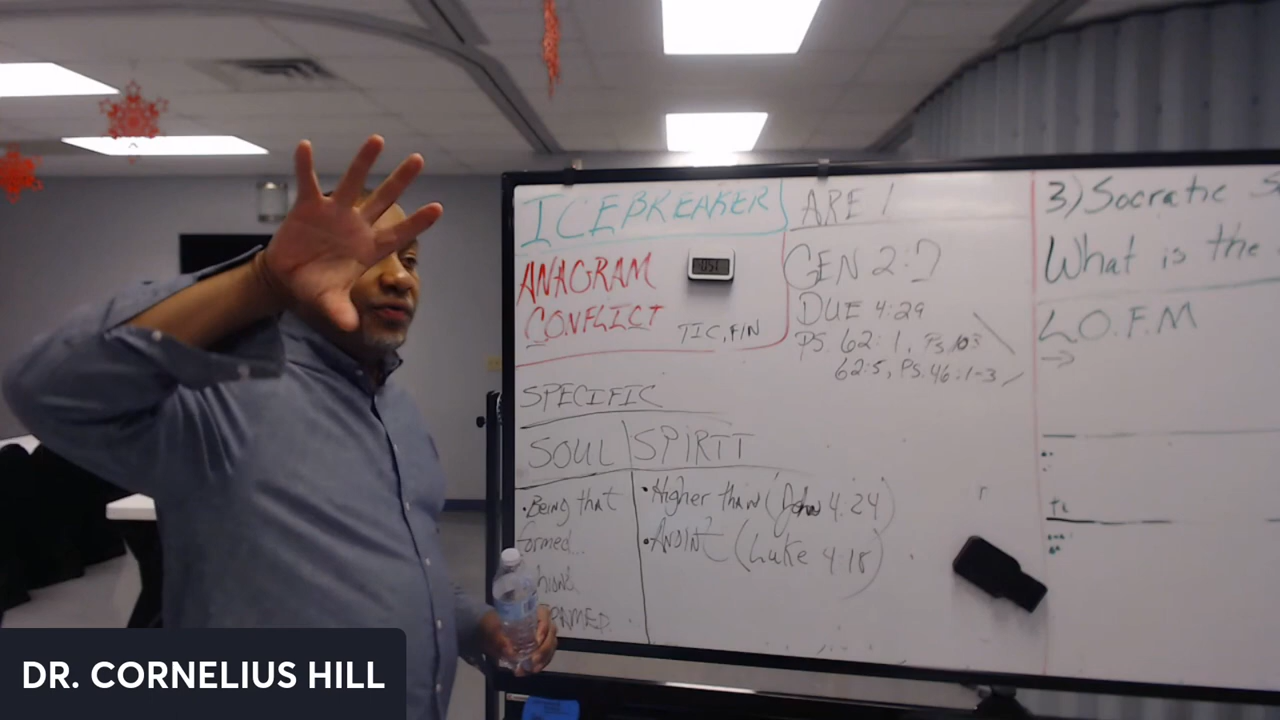 ICEBREAKER
ANAGRAM
CONFLICT
TIC, FIN
SPECIFIC
SOUL SPIRIT
•Being that
formed...
•Higher than (John 4:24)
•ANOINT (Luke 4:18)
ARE
GEN 2:7
DUE 4:29
PS. 62:1, Ps. 103
62:5, PS. 46:1-3
3) Socratic S
What is the
L.O.F.M
DR. CORNELIUS HILL